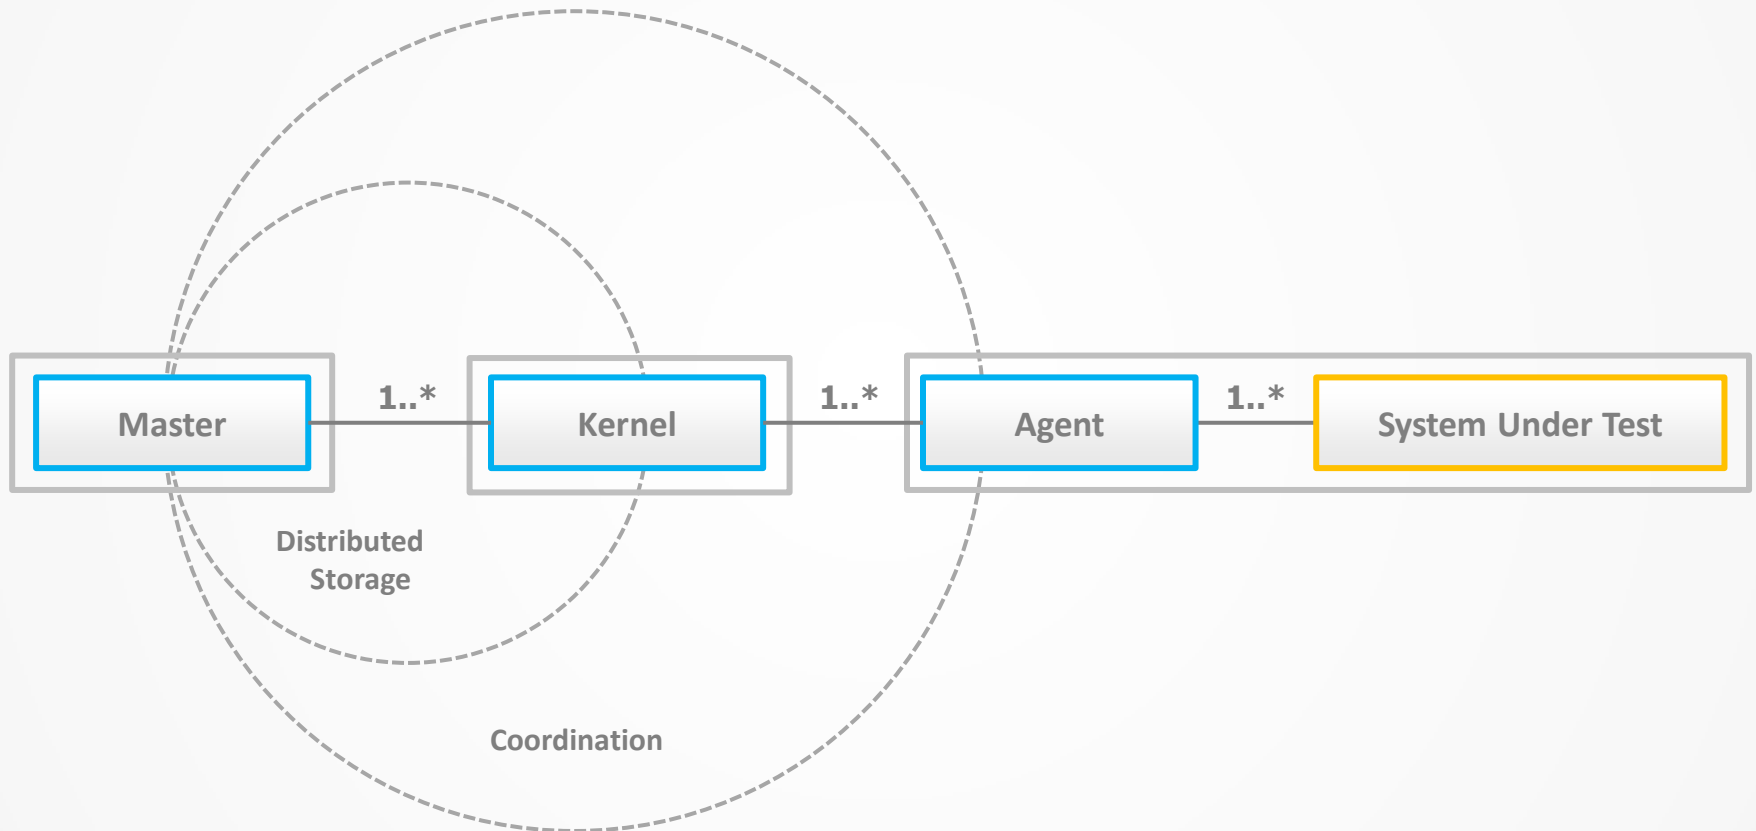 1..*
1..*
1..*
Master
Kernel
Agent
System Under Test
Distributed
Storage
Coordination